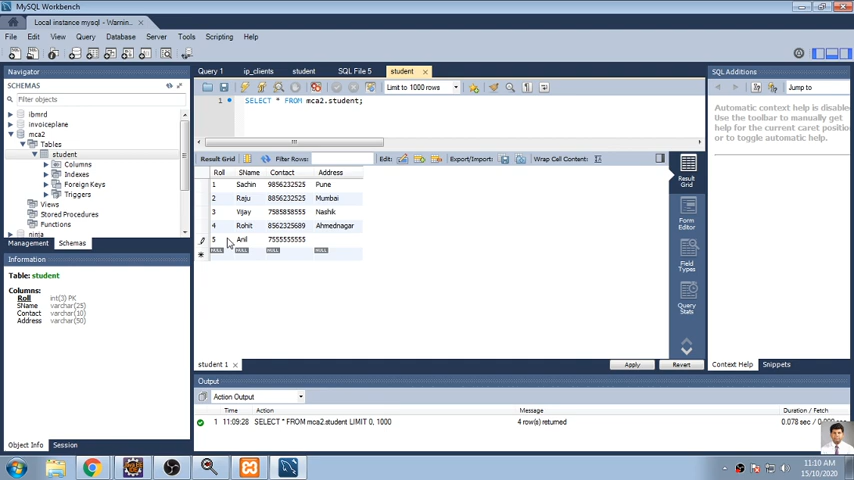 MySQL Workbench
Local instance mysql - Warnin...
File Edit View Query Database Server Tools Scripting Help
Navigator
SCHEMAS
Filter objects
ibmrd
invoiceplane
mca2
Tables
student
Columns
Indexes
Foreign Keys
Triggers
Views
Stored Procedures
Functions
ninja
Management Schemas
Information
Table: student
Columns:
Roll int(3) PK
SName varchar(25)
Contact varchar(10)
Address varchar(50)
Object Info Session
Query 1 ip_clients student SQL File 5 student
Limit to 1000 rows
1 SELECT * FROM mca2.student;
Result Grid Filter Rows: Edit: Export/Import: Wrap Cell Content:
Roll SName Contact Address
1 Sachin 9856232525 Pune
2 Raju 8856232525 Mumbai
3 Vijay 7585858555 Nashik
4 Rohit 8562325689 Ahmednagar
5 Anil 7555555555
NULL NULL NULL NULL
Result Grid
Form Editor
Field Types
Query Stats
student 1 Apply Revert
Output
Action Output
Time Action Message Duration / Fetch
1 11:09:28 SELECT * FROM mca2.student LIMIT 0, 1000 4 row(s) returned 0.078 sec /
SQL Additions
Jump to
Automatic context help is disable
Use the toolbar to manually get
help for the current caret position
or to toggle automatic help.
Context Help Snippets
11:10 AM
15/10/2020